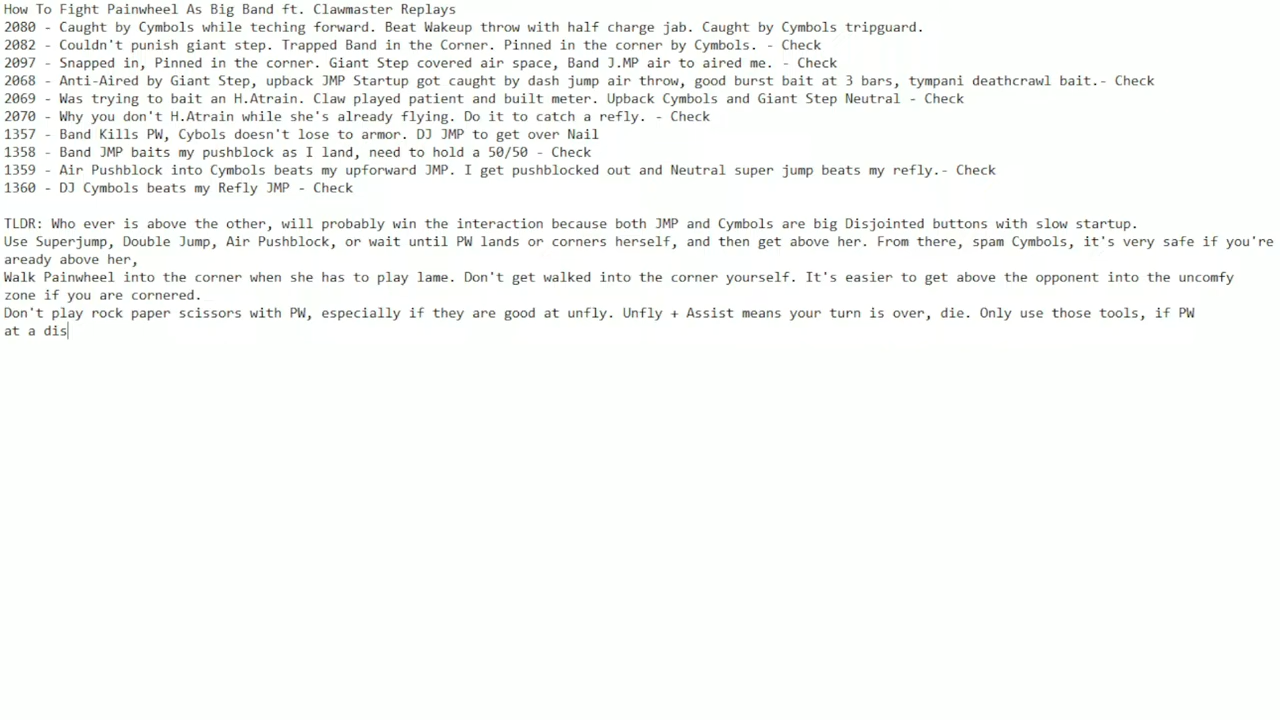 How To Fight Painwheel As Big Band ft. Clawmaster Replays
2080 - Caught by Cymbols while teching forward. Beat Wakeup throw with half charge jab. Caught by Cymbols tripguard.
2082 - Couldn't punish giant step. Trapped Band in the Corner. Pinned in the corner by Cymbols. - Check
2097 - Snapped in, Pinned in the corner. Giant Step covered air space, Band J.MP air to aired me. - Check
2068 - Anti-Aired by Giant Step, upback JMP Startup got caught by dash jump air throw, good burst bait at 3 bars, tympani deathcrawl bait.- Check
2069 - Was trying to bait an H.Atrain. Claw played patient and built meter. Upback Cymbols and Giant Step Neutral - Check
2070 - Why you don't H.Atrain while she's already flying. Do it to catch a refly. - Check
1357 - Band Kills PW, Cybols doesn't lose to armor. DJ JMP to get over Nail
1358 - Band JMP baits my pushblock as I land, need to hold a 50/50 - Check
1359 - Air Pushblock into Cymbols beats my upforward JMP. I get pushblocked out and Neutral super jump beats my refly.- Check
1360 - DJ Cymbols beats my Refly JMP - Check
TLDR: Who ever is above the other, will probably win the interaction because both JMP and Cymbols are big Disjointed buttons with slow startup.
Use Superjump, Double Jump, Air Pushblock, or wait until PW lands or corners herself, and then get above her. From there, spam Cymbols, it's very safe if you're
aready above her,
Walk Painwheel into the corner when she has to play lame. Don't get walked into the corner yourself. It's easier to get above the opponent into the uncomfy
zone if you are cornered.
Don't play rock paper scissors with PW, especially if they are good at unfly. Unfly + Assist means your turn is over, die. Only use those tools, if PW
at a dis